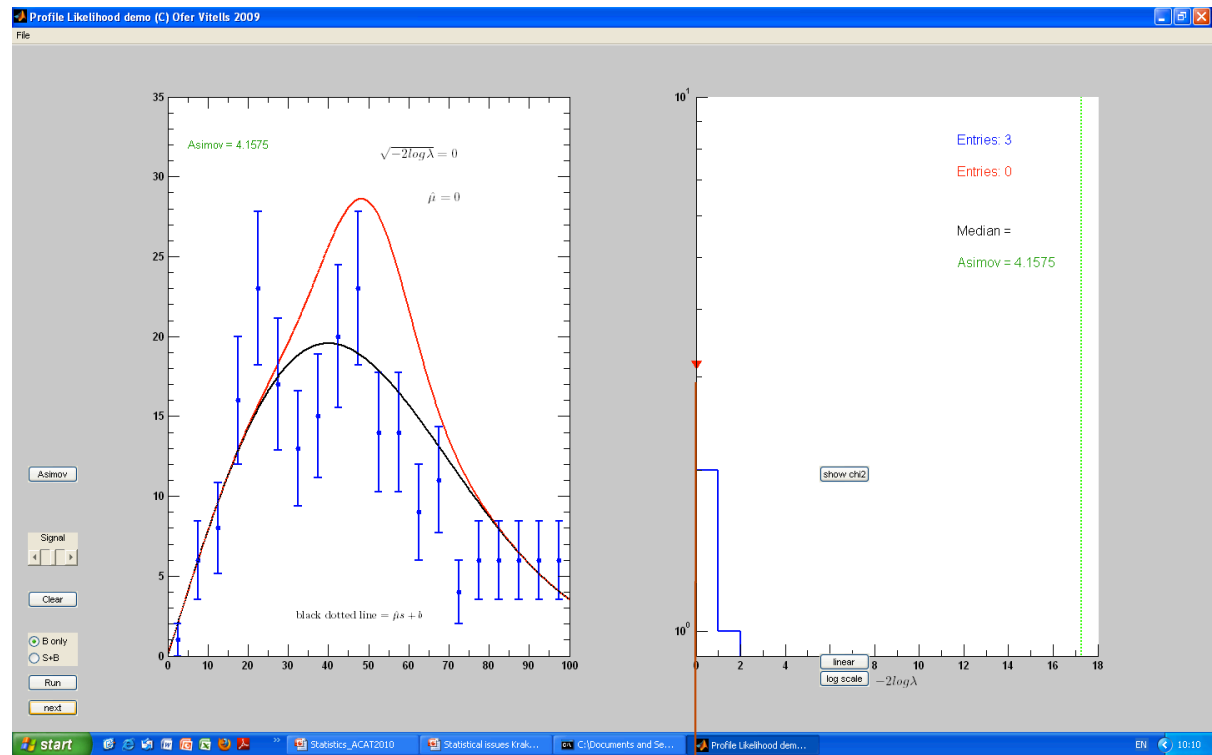 Profile Likelihood demo (C) Ofer Vitells 2009
File
35
30
25
20
15
10
5
0
Asimov = 4.1575
√−2logλ = 0
μ̂ = 0
black dotted line = μ̂s + b
0 10 20 30 40 50 60 70 80 90 100
10¹
10⁰
Entries: 3
Entries: 0
Median =
Asimov = 4.1575
show chi2
0 2 4 6 8 10 12 14 16 18
linear
log scale
−2logλ
Asimov
Signal
Clear
B only
S+B
Run
next
start
Statistics_ACAT2010
Statistical issues Krak...
C:\Documents and Se...
Profile Likelihood dem...
EN
10:10